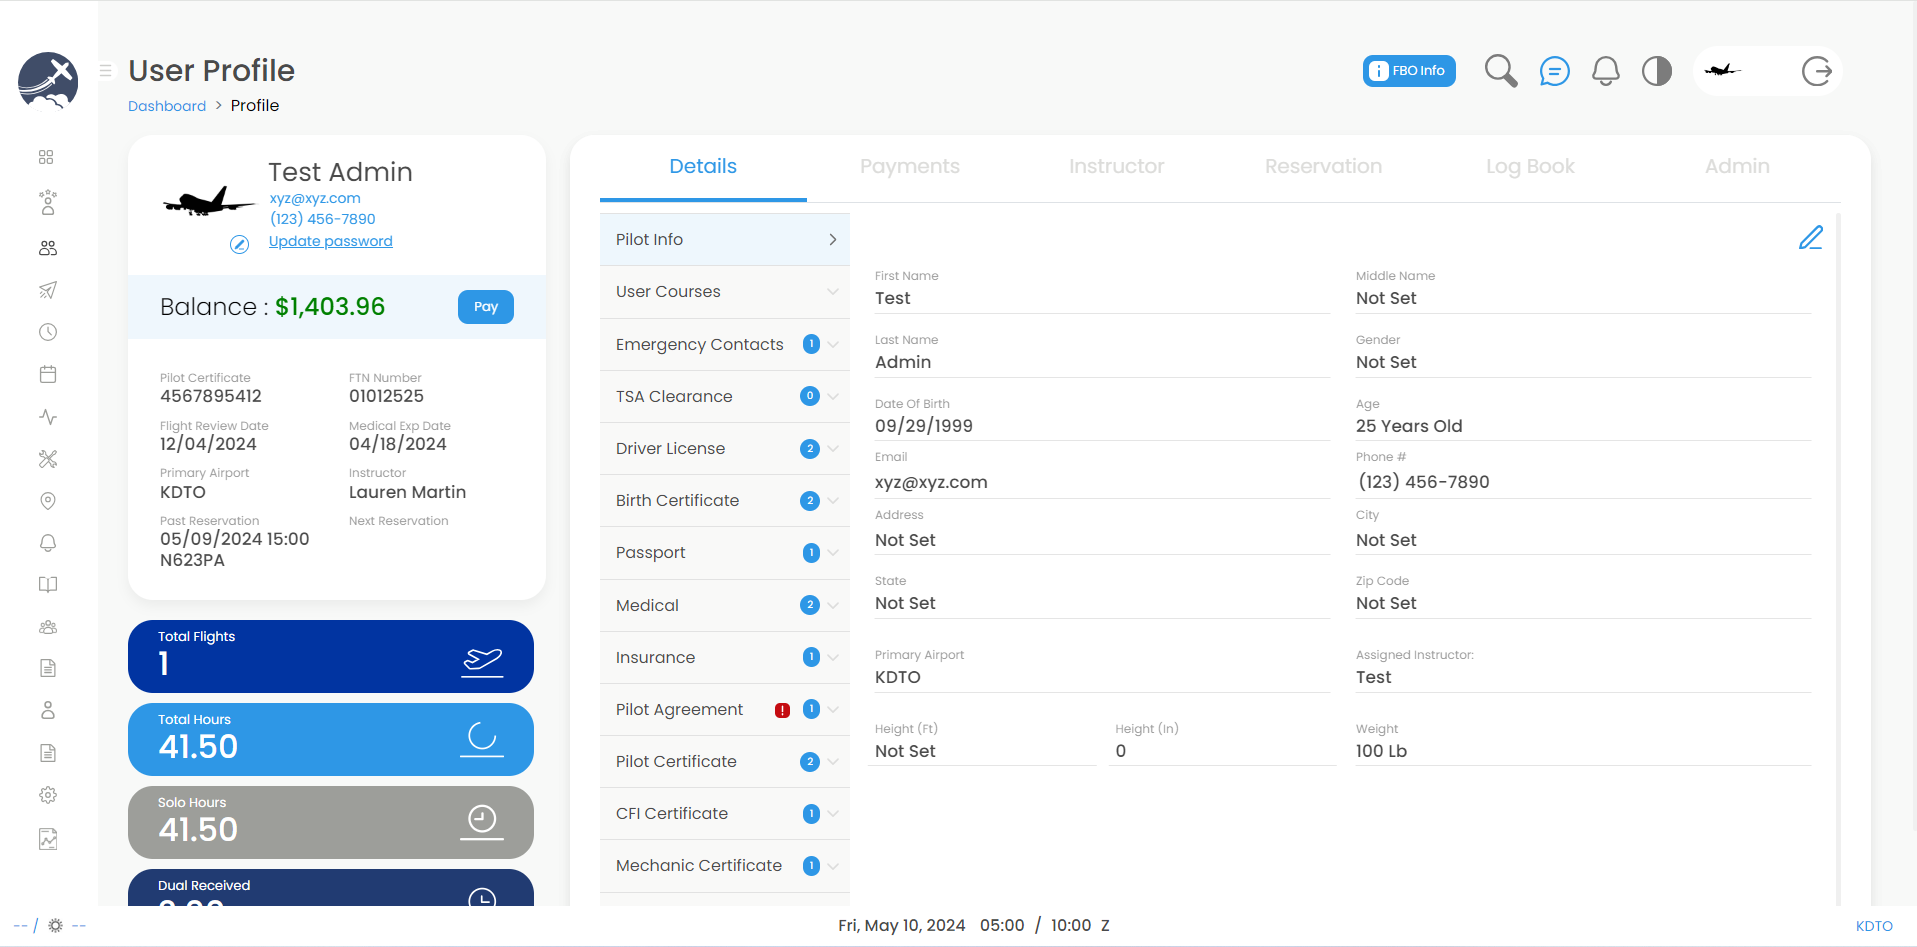 User Profile
Dashboard > Profile
FBO Info
Test Admin
xyz@xyz.com
(123) 456-7890
Update password
Balance : $1,403.96
Pay
Pilot Certificate
4567895412
FTN Number
01012525
Flight Review Date
12/04/2024
Medical Exp Date
04/18/2024
Primary Airport
KDTO
Instructor
Lauren Martin
Past Reservation
05/09/2024 15:00
N623PA
Next Reservation
Total Flights
1
Total Hours
41.50
Solo Hours
41.50
Dual Received
Details
Payments
Instructor
Reservation
Log Book
Admin
Pilot Info
User Courses
Emergency Contacts 1
TSA Clearance 0
Driver License 2
Birth Certificate 2
Passport 1
Medical 2
Insurance 1
Pilot Agreement ! 1
Pilot Certificate 2
CFI Certificate 1
Mechanic Certificate 1
First Name
Test
Middle Name
Not Set
Last Name
Admin
Gender
Not Set
Date Of Birth
09/29/1999
Age
25 Years Old
Email
xyz@xyz.com
Phone #
(123) 456-7890
Address
Not Set
City
Not Set
State
Not Set
Zip Code
Not Set
Primary Airport
KDTO
Assigned Instructor:
Test
Height (Ft)
Not Set
Height (In)
0
Weight
100 Lb
-- / --
Fri, May 10, 2024 05:00 / 10:00 Z
KDTO